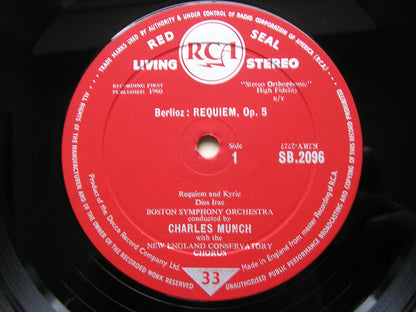 TRADE MARKS USED BY AUTHORITY & UNDER CONTROL OF RADIO CORPORATION OF AMERICA (RCA)
RED SEAL
RCA
LIVING STEREO
RECORDING FIRST
PUBLISHED 1960
"Stereo Orthophonic"
High Fidelity
E/T
Berlioz : REQUIEM, Op. 5
Side
1
K2RY-2727
SB.2096
Requiem and Kyrie
Dies Irae
BOSTON SYMPHONY ORCHESTRA
conducted by
CHARLES MUNCH
with the
NEW ENGLAND CONSERVATORY
CHORUS
Product of the Decca Record Company Ltd.
Made in England from master Recording of RCA
33
ALL RIGHTS OF THE MANUFACTURER AND OF THE OWNER OF THE RECORDED WORK RESERVED
UNAUTHORISED PUBLIC PERFORMANCE BROADCASTING AND COPYING OF THIS RECORD PROHIBITED